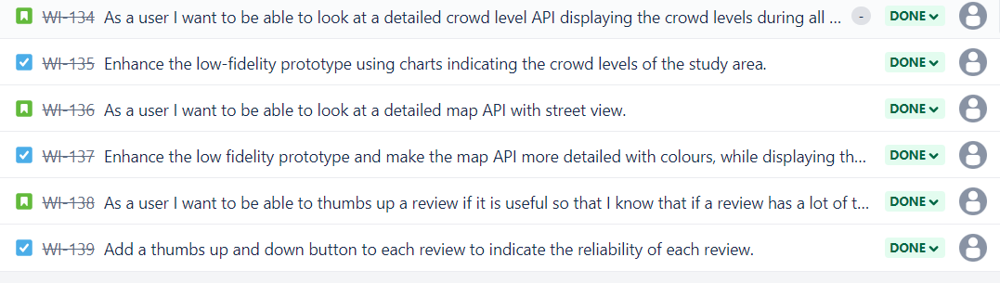 WI-134 As a user I want to be able to look at a detailed crowd level API displaying the crowd levels during all ... - DONE
WI-135 Enhance the low-fidelity prototype using charts indicating the crowd levels of the study area. DONE
WI-136 As a user I want to be able to look at a detailed map API with street view. DONE
WI-137 Enhance the low fidelity prototype and make the map API more detailed with colours, while displaying th... DONE
WI-138 As a user I want to be able to thumbs up a review if it is useful so that I know that if a review has a lot of t... DONE
WI-139 Add a thumbs up and down button to each review to indicate the reliability of each review. DONE